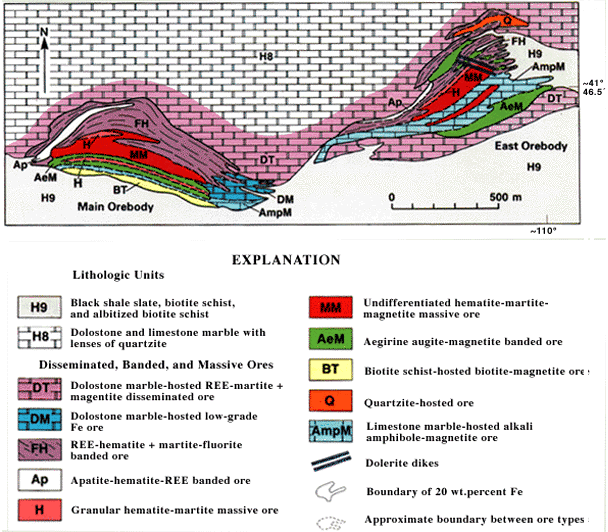 N
H8
Q
FH
H9
AmpM
MM
H
~41°
46.5'
DT
Ap
AeM
FH
H
MM
DT
East Orebody
H9
Ap
AeM
H
BT
H9
Main Orebody
DM
AmpM
0 500 m
~110°
EXPLANATION
Lithologic Units
H9 Black shale slate, biotite schist,
and albitized biotite schist
H8 Dolostone and limestone marble with
lenses of quartzite
Disseminated, Banded, and Massive Ores
DT Dolostone marble-hosted REE-martite +
magentite disseminated ore
DM Dolostone marble-hosted low-grade
Fe ore
FH REE-hematite + martite-fluorite
banded ore
Ap Apatite-hematite-REE banded ore
H Granular hematite-martite massive ore
MM Undifferentiated hematite-martite-
magnetite massive ore
AeM Aegirine augite-magnetite banded ore
BT Biotite schist-hosted biotite-magnetite ore
Q Quartzite-hosted ore
AmpM Limestone marble-hosted alkali
amphibole-magnetite ore
Dolerite dikes
Boundary of 20 wt.percent Fe
Approximate boundary between ore types